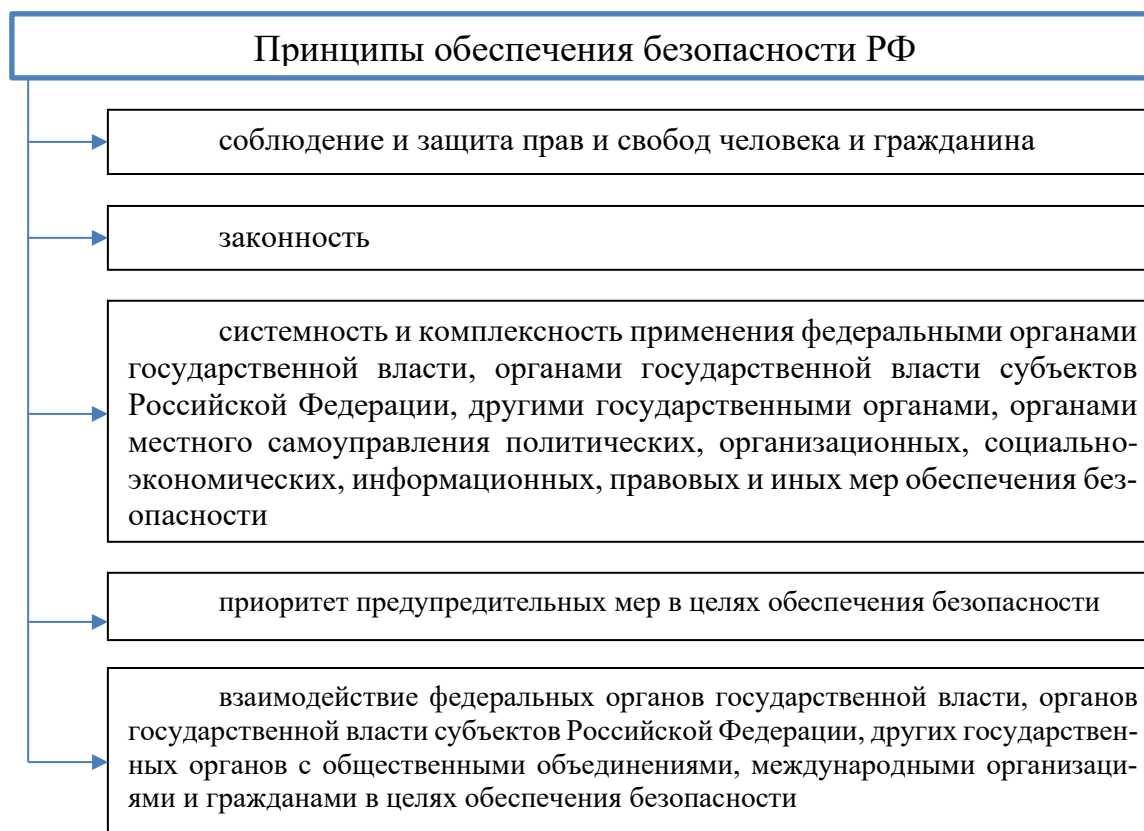 Принципы обеспечения безопасности РФ
соблюдение и защита прав и свобод человека и гражданина
законность
системность и комплексность применения федеральными органами
государственной власти, органами государственной власти субъектов
Российской Федерации, другими государственными органами, органами
местного самоуправления политических, организационных, социально-
экономических, информационных, правовых и иных мер обеспечения без-
опасности
приоритет предупредительных мер в целях обеспечения безопасности
взаимодействие федеральных органов государственной власти, органов
государственной власти субъектов Российской Федерации, других государствен-
ных органов с общественными объединениями, международными организаци-
ями и гражданами в целях обеспечения безопасности